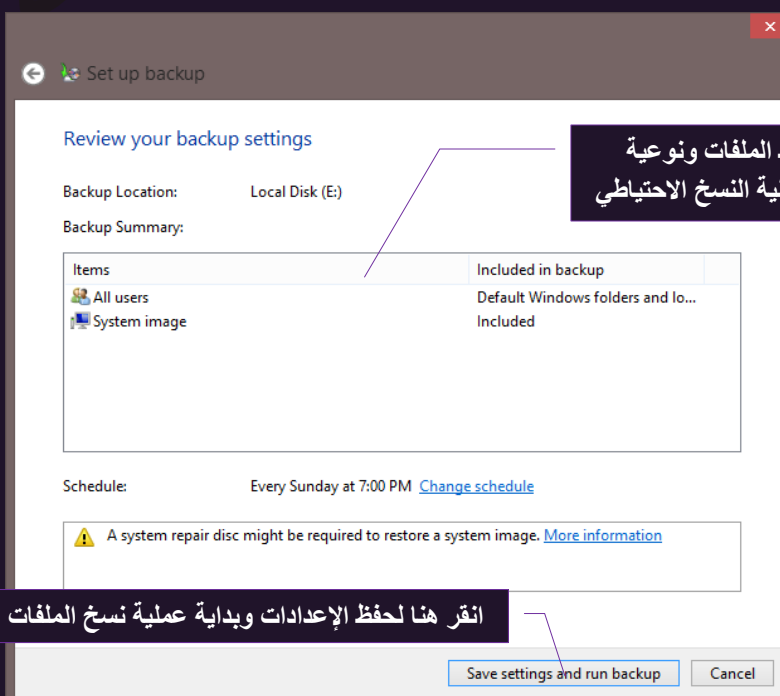 Set up backup
Review your backup settings
الملفات ونوعية
النسخ الاحتياطي
Backup Location: Local Disk (E:)
Backup Summary:
Items Included in backup
All users Default Windows folders and lo...
System image Included
Schedule: Every Sunday at 7:00 PM Change schedule
A system repair disc might be required to restore a system image. More information
انقر هنا لحفظ الإعدادات وبداية عملية نسخ الملفات
Save settings and run backup Cancel